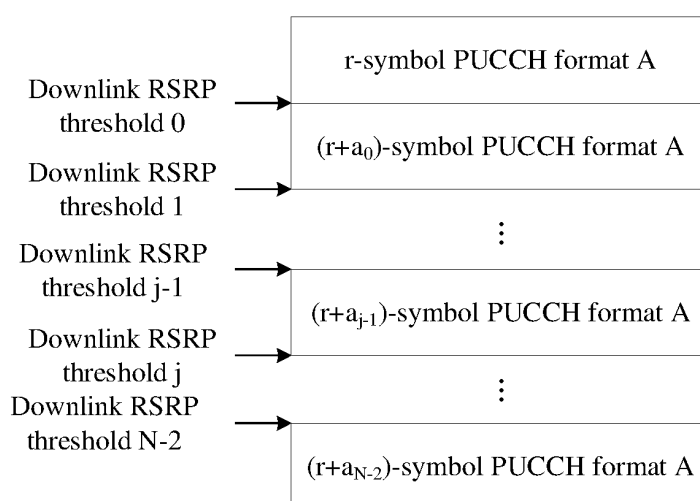 r-symbol PUCCH format A
Downlink RSRP
threshold 0
(r+a₀)-symbol PUCCH format A
Downlink RSRP
threshold 1
⋮
Downlink RSRP
threshold j-1
(r+aⱼ₋₁)-symbol PUCCH format A
Downlink RSRP
threshold j
⋮
Downlink RSRP
threshold N-2
(r+a_{N-2})-symbol PUCCH format A